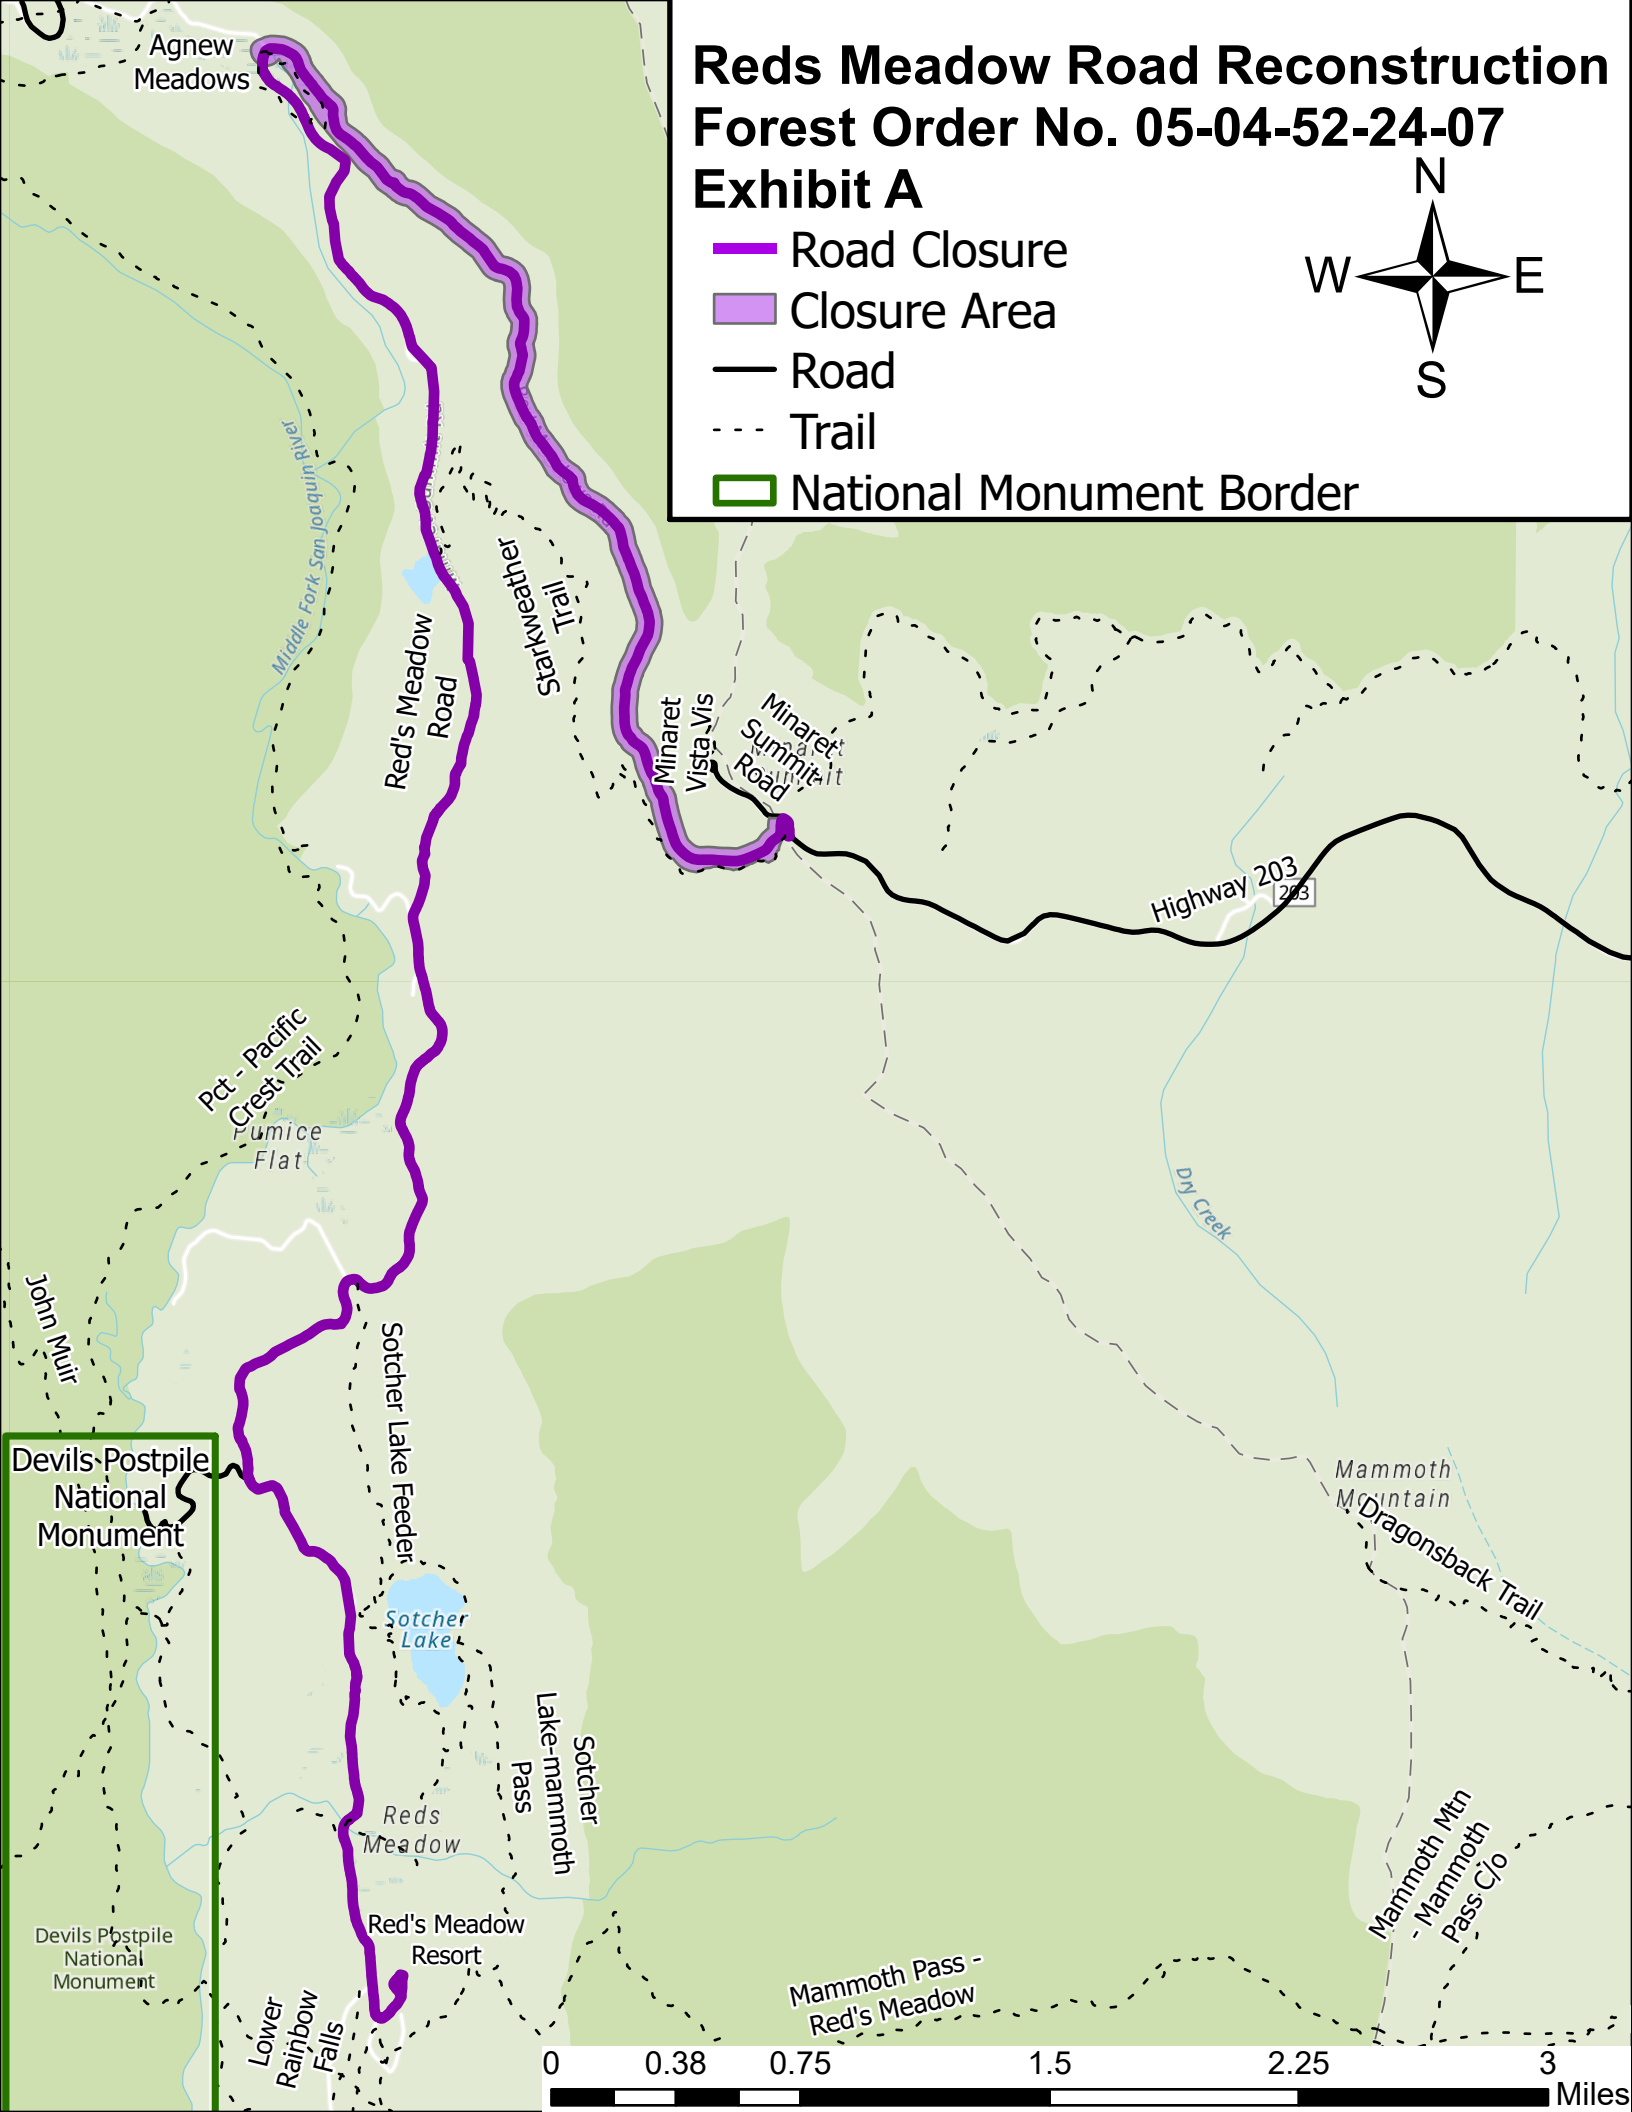 Reds Meadow Road Reconstruction
Forest Order No. 05-04-52-24-07
Exhibit A
N
W
E
S
Road Closure
Closure Area
Road
Trail
National Monument Border
Agnew
Meadows
Middle Fork San Joaquin River
Starkweather
Trail
Red's Meadow
Road
Minaret
Vista Vis
Minaret
Summit
Road
Highway 203
203
Pct - Pacific
Crest Trail
Pumice
Flat
Dry Creek
John Muir
Sotcher Lake Feeder
Devils Postpile
National
Monument
Mammoth
Mountain
Dragonsback Trail
Sotcher
Lake
Sotcher
Lake-mammoth
Pass
Reds
Meadow
Mammoth Mtn
- Mammoth
Pass C/o
Red's Meadow
Resort
Devils Postpile
National
Monument
Mammoth Pass -
Red's Meadow
Lower
Rainbow
Falls
0 0.38 0.75 1.5 2.25 3
Miles